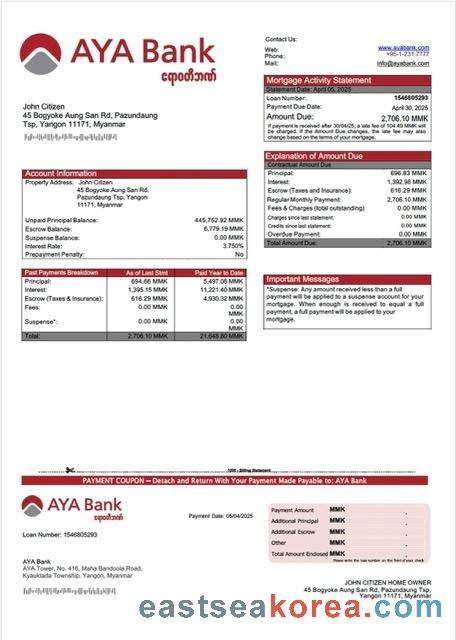 AYA Bank
ဧရာဝတီဘဏ်
Contact Us:
Web: www.ayabank.com
Phone: +95-1-231 7777
Mail: info@ayabank.com
Mortgage Activity Statement
Statement Date: April 05, 2025
Loan Number: 1546805293
Payment Due Date: April 30, 2025
Amount Due: 2,706.10 MMK
If payment is received after 30/04/25, a late fee of 104.49 MMK will
be charged. If the Amount Due changes, the late fee may also
change based on the terms of your mortgage.
John Citizen
45 Bogyoke Aung San Rd, Pazundaung
Tsp, Yangon 11171, Myanmar
Explanation of Amount Due
Contractual Amount Due
Principal: 696.83 MMK
Interest: 1,392.98 MMK
Escrow (Taxes and Insurance): 616.29 MMK
Regular Monthly Payment: 2,706.10 MMK
Fees & Charges (total outstanding) 0.00 MMK
Charges since last statement: 0.00 MMK
Credits since last statement: 0.00 MMK
Overdue Payment: 0.00 MMK
Total Amount Due: 2,706.10 MMK
Account Information
Property Address: John Citizen
45 Bogyoke Aung San Rd,
Pazundaung Tsp, Yangon
11171, Myanmar
Unpaid Principal Balance: 445,752.92 MMK
Escrow Balance: 6,779.19 MMK
Suspense Balance: 0.00 MMK
Interest Rate: 3.750%
Prepayment Penalty: No
Past Payments Breakdown As of Last Stmt Paid Year to Date
Principal: 694.66 MMK 5,497.08 MMK
Interest: 1,395.15 MMK 11,221.40 MMK
Escrow (Taxes & Insurance): 616.29 MMK 4,930.32 MMK
Fees: 0.00 MMK 0.00
MMK
Suspense*: 0.00 MMK 0.00
MMK
Total: 2,706.10 MMK 21,648.80 MMK
Important Messages
*Suspense: Any amount received less than a full
payment will be applied to a suspense account for your
mortgage. When enough is received to equal a full
payment, a full payment will be applied to your
mortgage.
Billing Statement
PAYMENT COUPON – Detach and Return With Your Payment Made Payable to: AYA Bank
AYA Bank
ဧရာဝတီဘဏ်
Payment Date: 05/04/2025
Loan Number: 1546805293
Payment Amount MMK .
Additional Principal MMK .
Additional Escrow MMK .
Other MMK .
Total Amount Enclosed MMK .
Please write the loan number on the front of your check
AYA Bank
AYA Tower, No. 416, Maha Bandoola Road,
Kyauktada Township, Yangon, Myanmar
JOHN CITIZEN HOME OWNER
45 Bogyoke Aung San Rd, Pazundaung Tsp,
Yangon 11171, Myanmar
eastseakorea.com